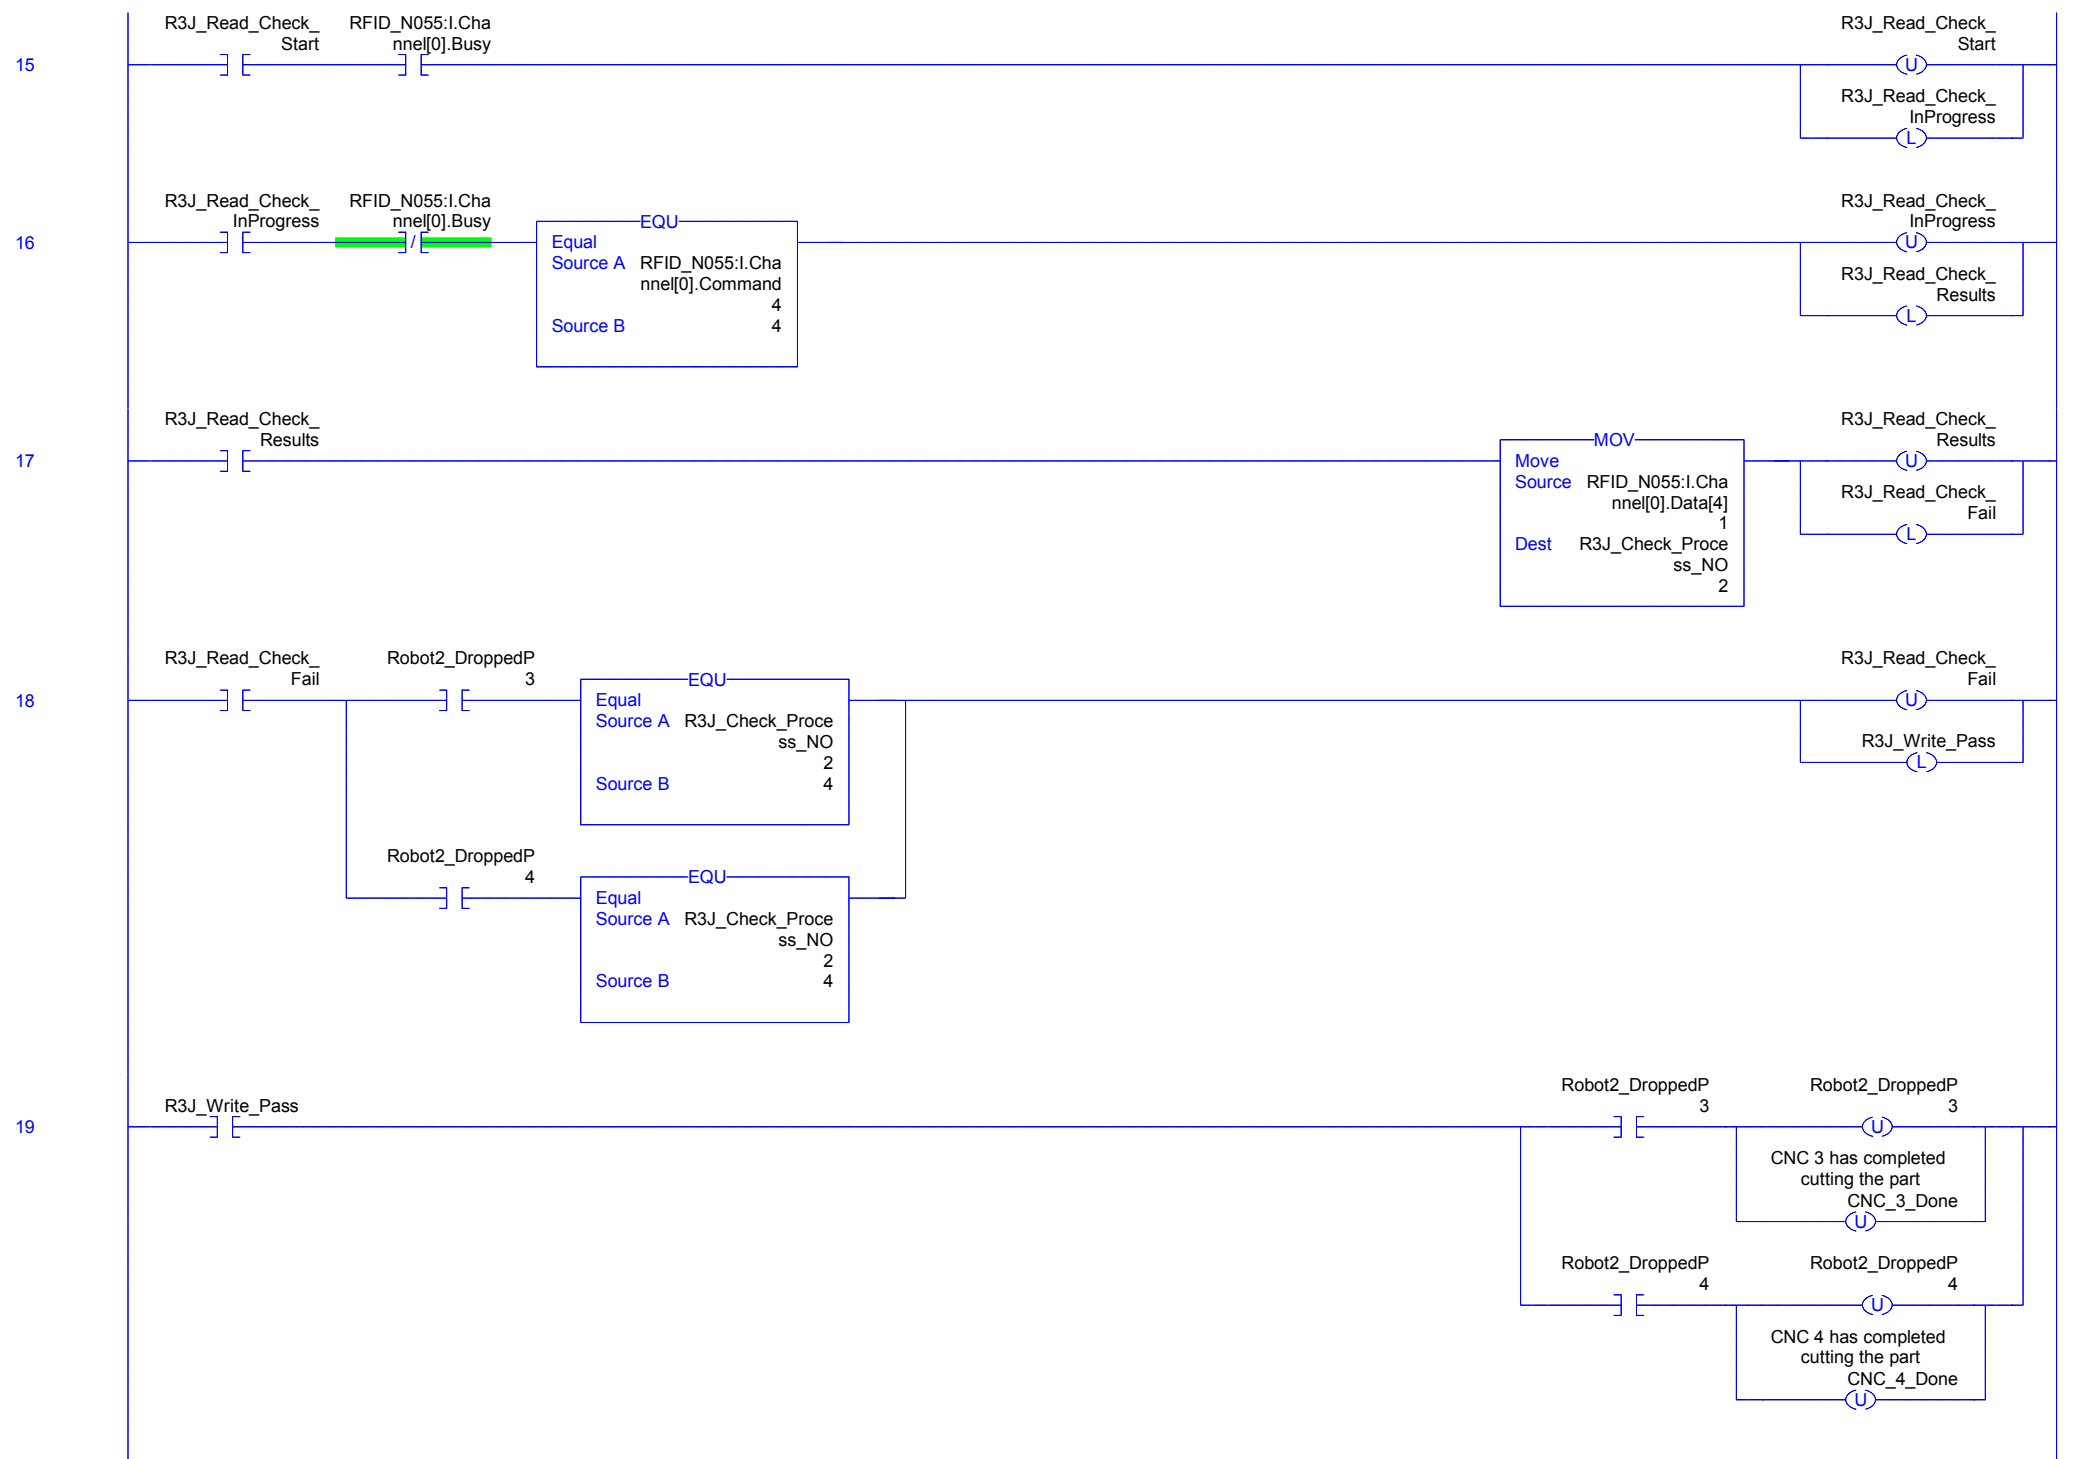 R3J_Read_Check_
Start
RFID_N055:I.Cha
nnel[0].Busy
R3J_Read_Check_
Start
15
U
R3J_Read_Check_
InProgress
L
R3J_Read_Check_
InProgress
RFID_N055:I.Cha
nnel[0].Busy
R3J_Read_Check_
InProgress
16
/
EQU
Equal
Source A RFID_N055:I.Cha
nnel[0].Command
4
Source B 4
U
R3J_Read_Check_
Results
L
R3J_Read_Check_
Results
R3J_Read_Check_
Results
17
MOV
Move
Source RFID_N055:I.Cha
nnel[0].Data[4]
1
Dest R3J_Check_Proce
ss_NO
2
U
R3J_Read_Check_
Fail
L
R3J_Read_Check_
Fail
Robot2_DroppedP
3
R3J_Read_Check_
Fail
18
EQU
Equal
Source A R3J_Check_Proce
ss_NO
2
Source B 4
U
R3J_Write_Pass
L
Robot2_DroppedP
4
EQU
Equal
Source A R3J_Check_Proce
ss_NO
2
Source B 4
R3J_Write_Pass
Robot2_DroppedP
3
Robot2_DroppedP
3
19
U
CNC 3 has completed
cutting the part
CNC_3_Done
U
Robot2_DroppedP
4
Robot2_DroppedP
4
U
CNC 4 has completed
cutting the part
CNC_4_Done
U